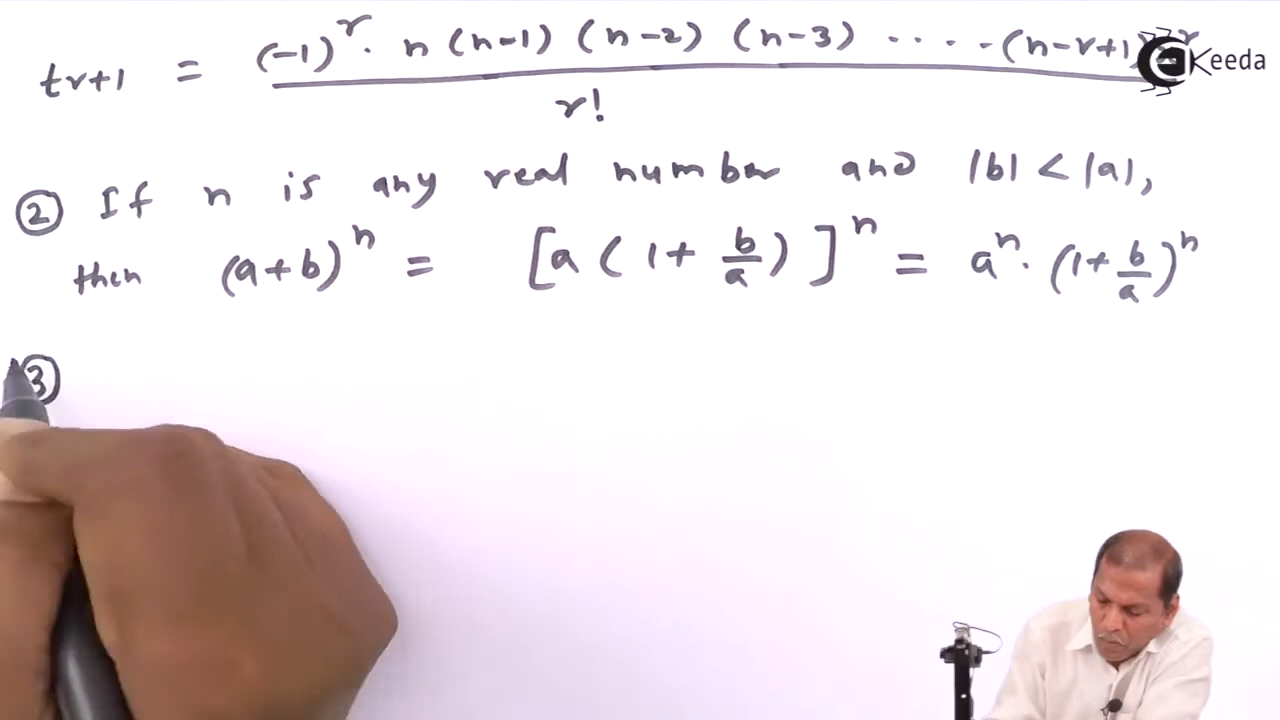 tr+1 = (-1)^r · n (n-1) (n-2) (n-3) ····· (n-r+1) / r!
Keeda
② If n is any real number and |b| < |a|,
then (a+b)^n = [a (1 + b/a)]^n = a^n · (1 + b/a)^n
③